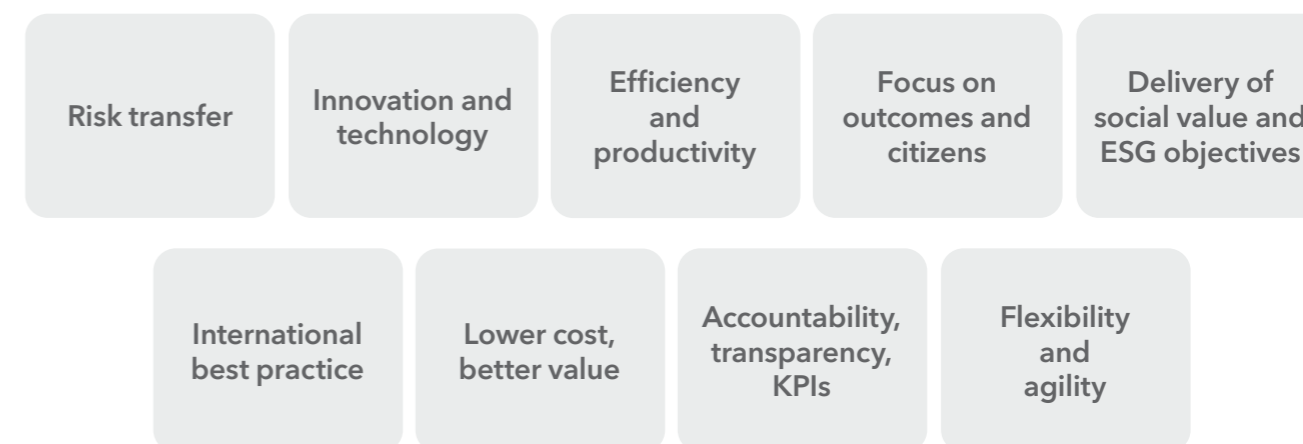 Risk transfer
Innovation and
technology
Efficiency
and
productivity
Focus on
outcomes and
citizens
Delivery of
social value and
ESG objectives
International
best practice
Lower cost,
better value
Accountability,
transparency,
KPIs
Flexibility
and
agility